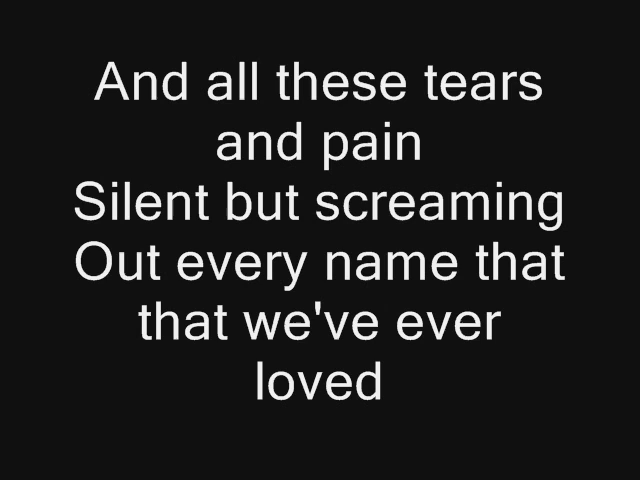 And all these tears
and pain
Silent but screaming
Out every name that
that we've ever
loved